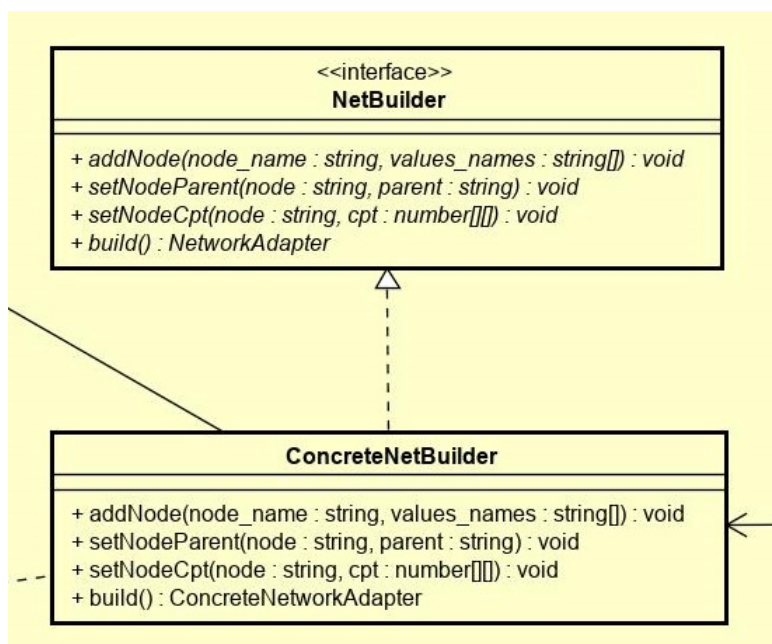 <<interface>>
NetBuilder
+ addNode(node_name : string, values_names : string[]) : void
+ setNodeParent(node : string, parent : string) : void
+ setNodeCpt(node : string, cpt : number[][]) : void
+ build() : NetworkAdapter
ConcreteNetBuilder
+ addNode(node_name : string, values_names : string[]) : void
+ setNodeParent(node : string, parent : string) : void
+ setNodeCpt(node : string, cpt : number[][]) : void
+ build() : ConcreteNetworkAdapter